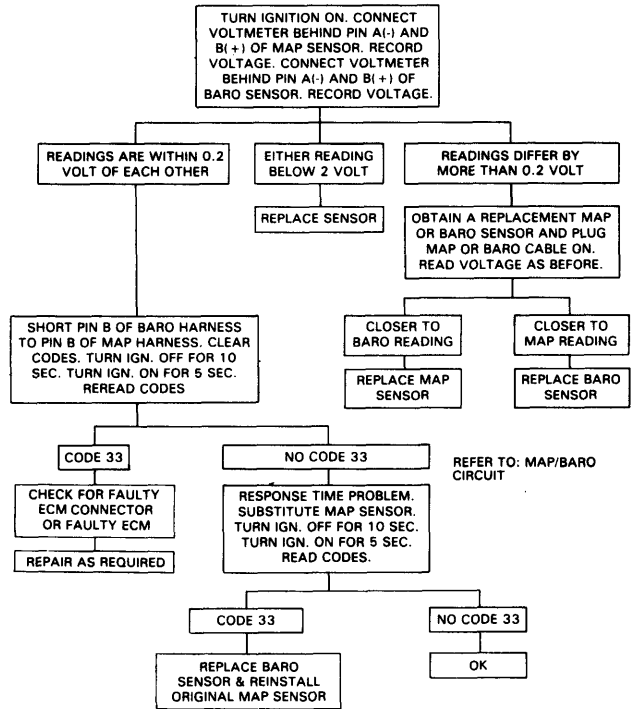 TURN IGNITION ON. CONNECT
VOLTMETER BEHIND PIN A(-) AND
B(+) OF MAP SENSOR. RECORD
VOLTAGE. CONNECT VOLTMETER
BEHIND PIN A(-) AND B(+) OF
BARO SENSOR. RECORD VOLTAGE.
READINGS ARE WITHIN 0.2
VOLT OF EACH OTHER
EITHER READING
BELOW 2 VOLT
READINGS DIFFER BY
MORE THAN 0.2 VOLT
REPLACE SENSOR
OBTAIN A REPLACEMENT MAP
OR BARO SENSOR AND PLUG
MAP OR BARO CABLE ON.
READ VOLTAGE AS BEFORE.
SHORT PIN B OF BARO HARNESS
TO PIN B OF MAP HARNESS. CLEAR
CODES. TURN IGN. OFF FOR 10
SEC. TURN IGN. ON FOR 5 SEC.
REREAD CODES
CLOSER TO
BARO READING
CLOSER TO
MAP READING
REPLACE MAP
SENSOR
REPLACE BARO
SENSOR
CODE 33
NO CODE 33
REFER TO: MAP/BARO
CIRCUIT
CHECK FOR FAULTY
ECM CONNECTOR
OR FAULTY ECM
RESPONSE TIME PROBLEM.
SUBSTITUTE MAP SENSOR.
TURN IGN. OFF FOR 10 SEC.
TURN IGN. ON FOR 5 SEC.
READ CODES.
REPAIR AS REQUIRED
CODE 33
NO CODE 33
REPLACE BARO
SENSOR & REINSTALL
ORIGINAL MAP SENSOR
OK